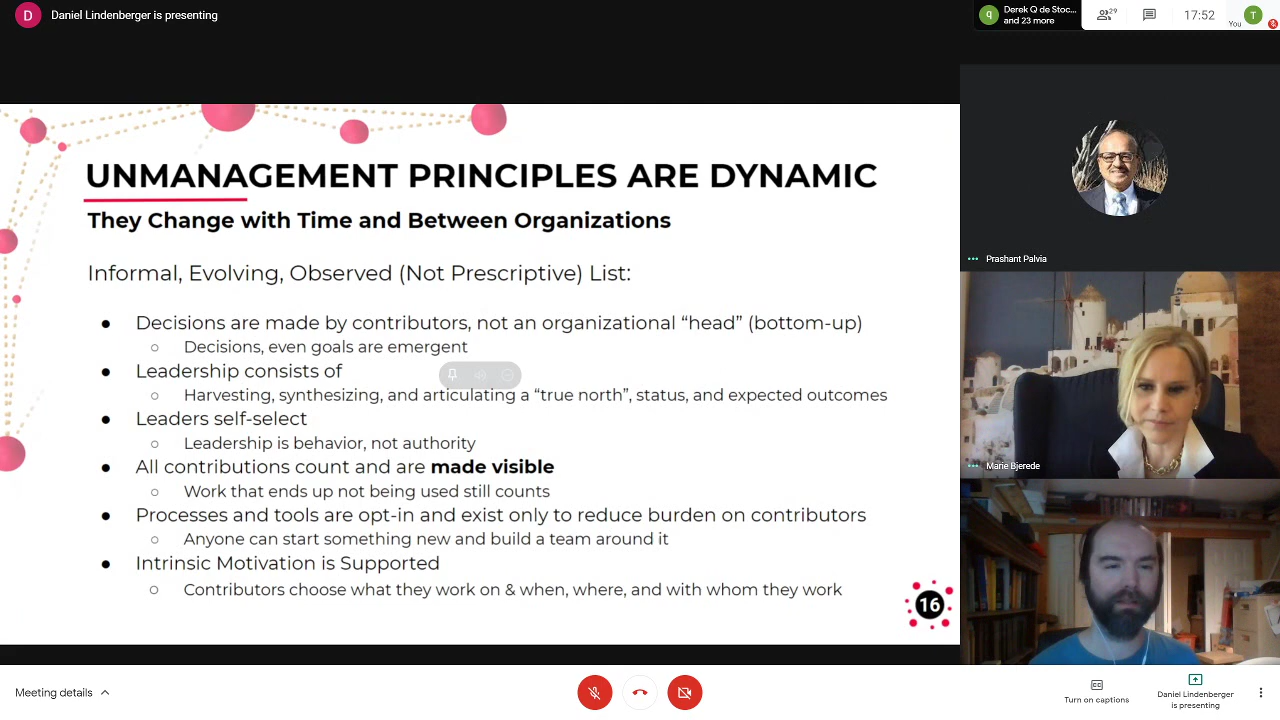 D
Daniel Lindenberger is presenting
q
Derek Q de Stoc...
and 23 more
29
17:52
You
T
UNMANAGEMENT PRINCIPLES ARE DYNAMIC
They Change with Time and Between Organizations
Informal, Evolving, Observed (Not Prescriptive) List:
● Decisions are made by contributors, not an organizational “head” (bottom-up)
○ Decisions, even goals are emergent
● Leadership consists of
○ Harvesting, synthesizing, and articulating a “true north”, status, and expected outcomes
● Leaders self-select
○ Leadership is behavior, not authority
● All contributions count and are made visible
○ Work that ends up not being used still counts
● Processes and tools are opt-in and exist only to reduce burden on contributors
○ Anyone can start something new and build a team around it
● Intrinsic Motivation is Supported
○ Contributors choose what they work on & when, where, and with whom they work
16
Prashant Palvia
Marie Bjerede
Meeting details
Turn on captions
Daniel Lindenberger
is presenting